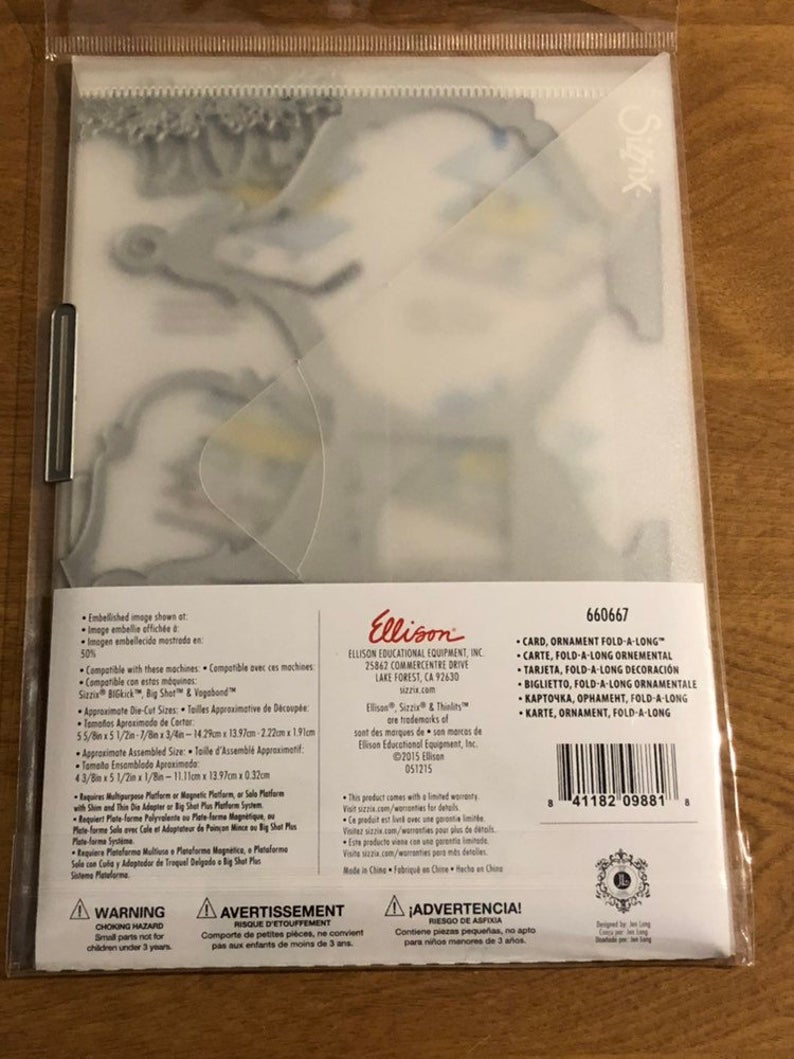 Sizzix
• Embellished image shown at:
• Image embellie affichée à:
• Imagen embellecida mostrada en:
50%
• Compatible with these machines: • Compatible avec ces machines:
• Compatible con estas máquinas:
Sizzix® BIGkick™, Big Shot™ & Vagabond™
• Approximate Die-Cut Sizes: • Tailles Approximative de Découpée:
• Tamaños Aproximado de Cortar:
5 5/8in x 5 1/2in - 7/8in x 3/4in – 14.29cm x 13.97cm - 2.22cm x 1.91cm
• Approximate Assembled Size: • Taille d'Assemblé Approximatif:
• Tamaño Ensamblado Aproximado:
4 3/8in x 5 1/2in x 1/8in – 11.11cm x 13.97cm x 0.32cm
• Requires Multipurpose Platform or Magnetic Platform, or Solo Platform
with Shim and Thin Die Adapter or Big Shot Plus Platform System.
• Requiert Plate-forme Polyvalente ou Plate-forme Magnétique, ou
Plate-forme Solo avec Cale et Adaptateur de Poinçon Mince ou Big Shot Plus
Plate-forme Système.
• Requiere Plataforma Multiuso o Plataforma Magnética, o Plataforma
Solo con Cuña y Adaptador de Troquel Delgado o Big Shot Plus
Sistema Plataforma.
Ellison®
ELLISON EDUCATIONAL EQUIPMENT, INC.
25862 COMMERCENTRE DRIVE
LAKE FOREST, CA 92630
sizzix.com
Ellison®, Sizzix® & Thinlits™
are trademarks of
sont des marques de • son marcas de
Ellison Educational Equipment, Inc.
©2015 Ellison
051215
• This product comes with a limited warranty.
Visit sizzix.com/warranties for details.
• Ce produit est livré avec une garantie limitée.
Visitez sizzix.com/warranties pour plus de détails.
• Este producto viene con una garantía limitada.
Visita sizzix.com/warranties para más detalles.
Made in China • Fabriqué en Chine • Hecho en China
660667
• CARD, ORNAMENT FOLD-A-LONG™
• CARTE, FOLD-A-LONG ORNEMENTAL
• TARJETA, FOLD-A-LONG DECORACIÓN
• BIGLIETTO, FOLD-A-LONG ORNAMENTALE
• КАРТОЧКА, ОРНАМЕНТ, FOLD-A-LONG
• KARTE, ORNAMENT, FOLD-A-LONG
8 41182 09881 8
Designed by: Jen Long
Conçu par: Jen Long
Diseñado por: Jen Long
WARNING
CHOKING HAZARD
Small parts not for
children under 3 years.
AVERTISSEMENT
RISQUE D'ETOUFFEMENT
Comporte de petites pièces, ne convient
pas aux enfants de moins de 3 ans.
¡ADVERTENCIA!
RIESGO DE ASFIXIA
Contiene piezas pequeñas, no apto
para niños menores de 3 años.